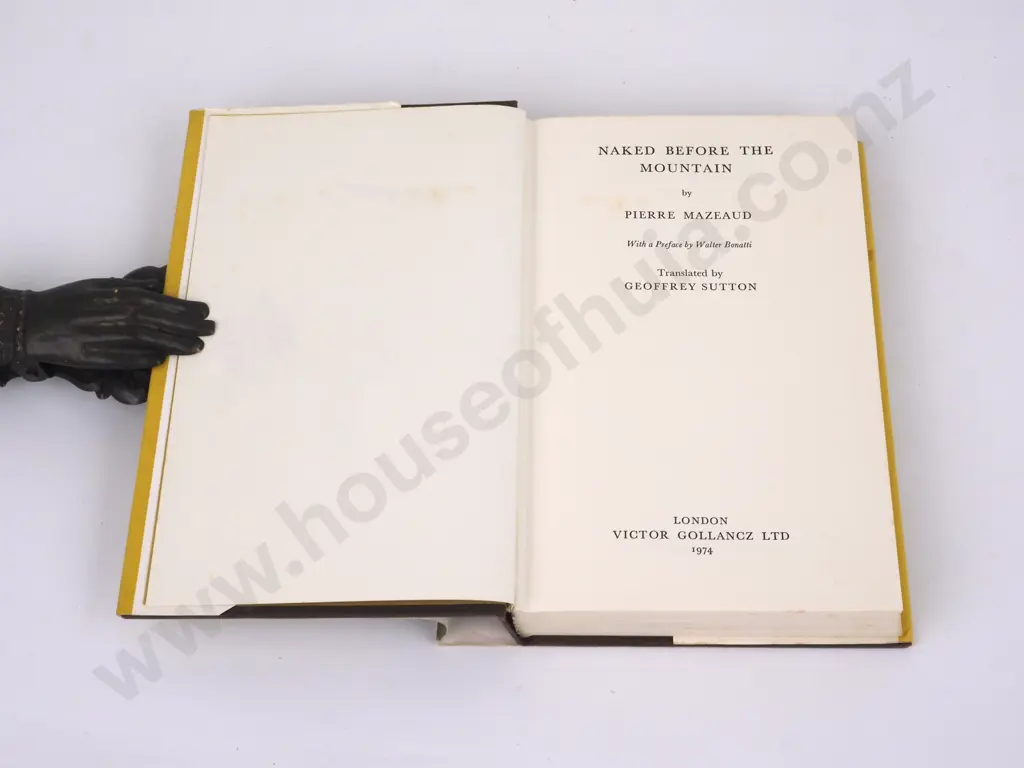 NAKED BEFORE THE
MOUNTAIN
by
PIERRE MAZEAUD
With a Preface by Walter Bonatti
Translated by
GEOFFREY SUTTON
LONDON
VICTOR GOLLANCZ LTD
1974
www.houseofhuia.co.nz